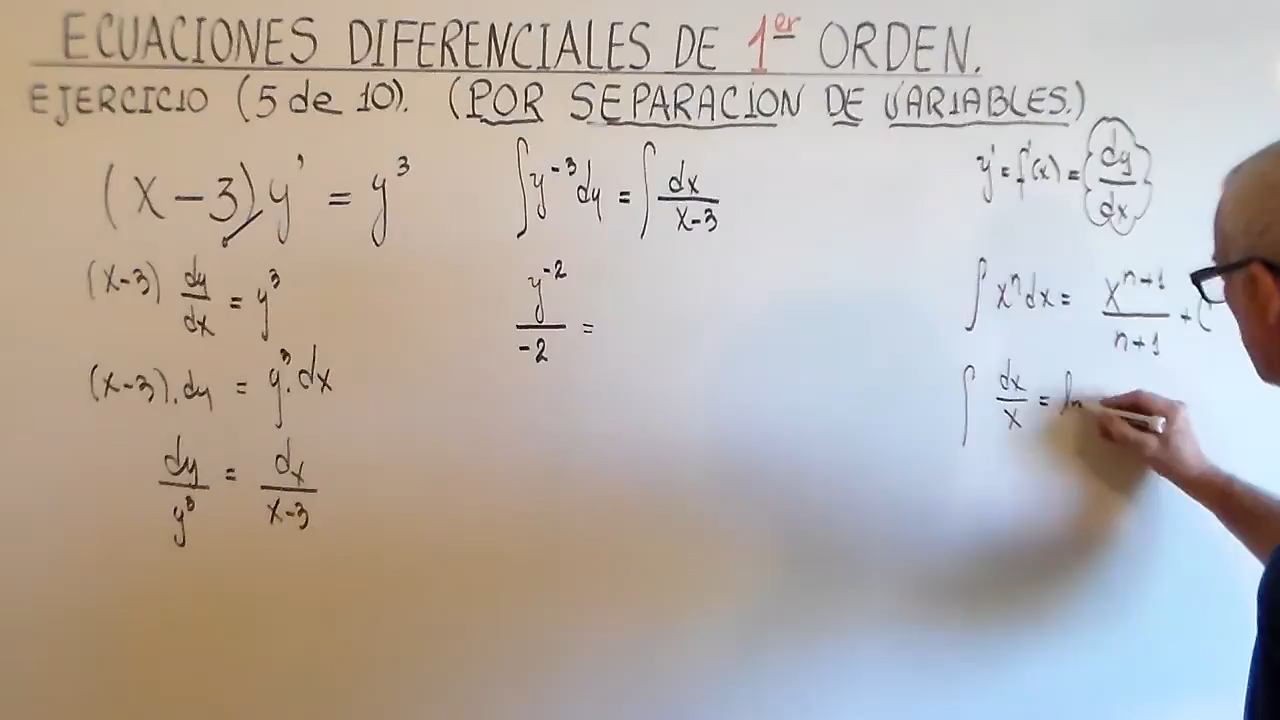 ECUACIONES DIFERENCIALES DE 1er ORDEN.
EJERCICIO (5 de 10). (POR SEPARACION DE VARIABLES.)
(x-3)y' = y³
(x-3) dy/dx = y³
(x-3).dy = y³.dx
dy/y³ = dx/x-3
∫y⁻³dy = ∫dx/x-3
y⁻²/-2 =
y' = f'(x) = dy/dx
∫xⁿdx = xⁿ⁺¹/n+1 + C
∫dx/x = ln